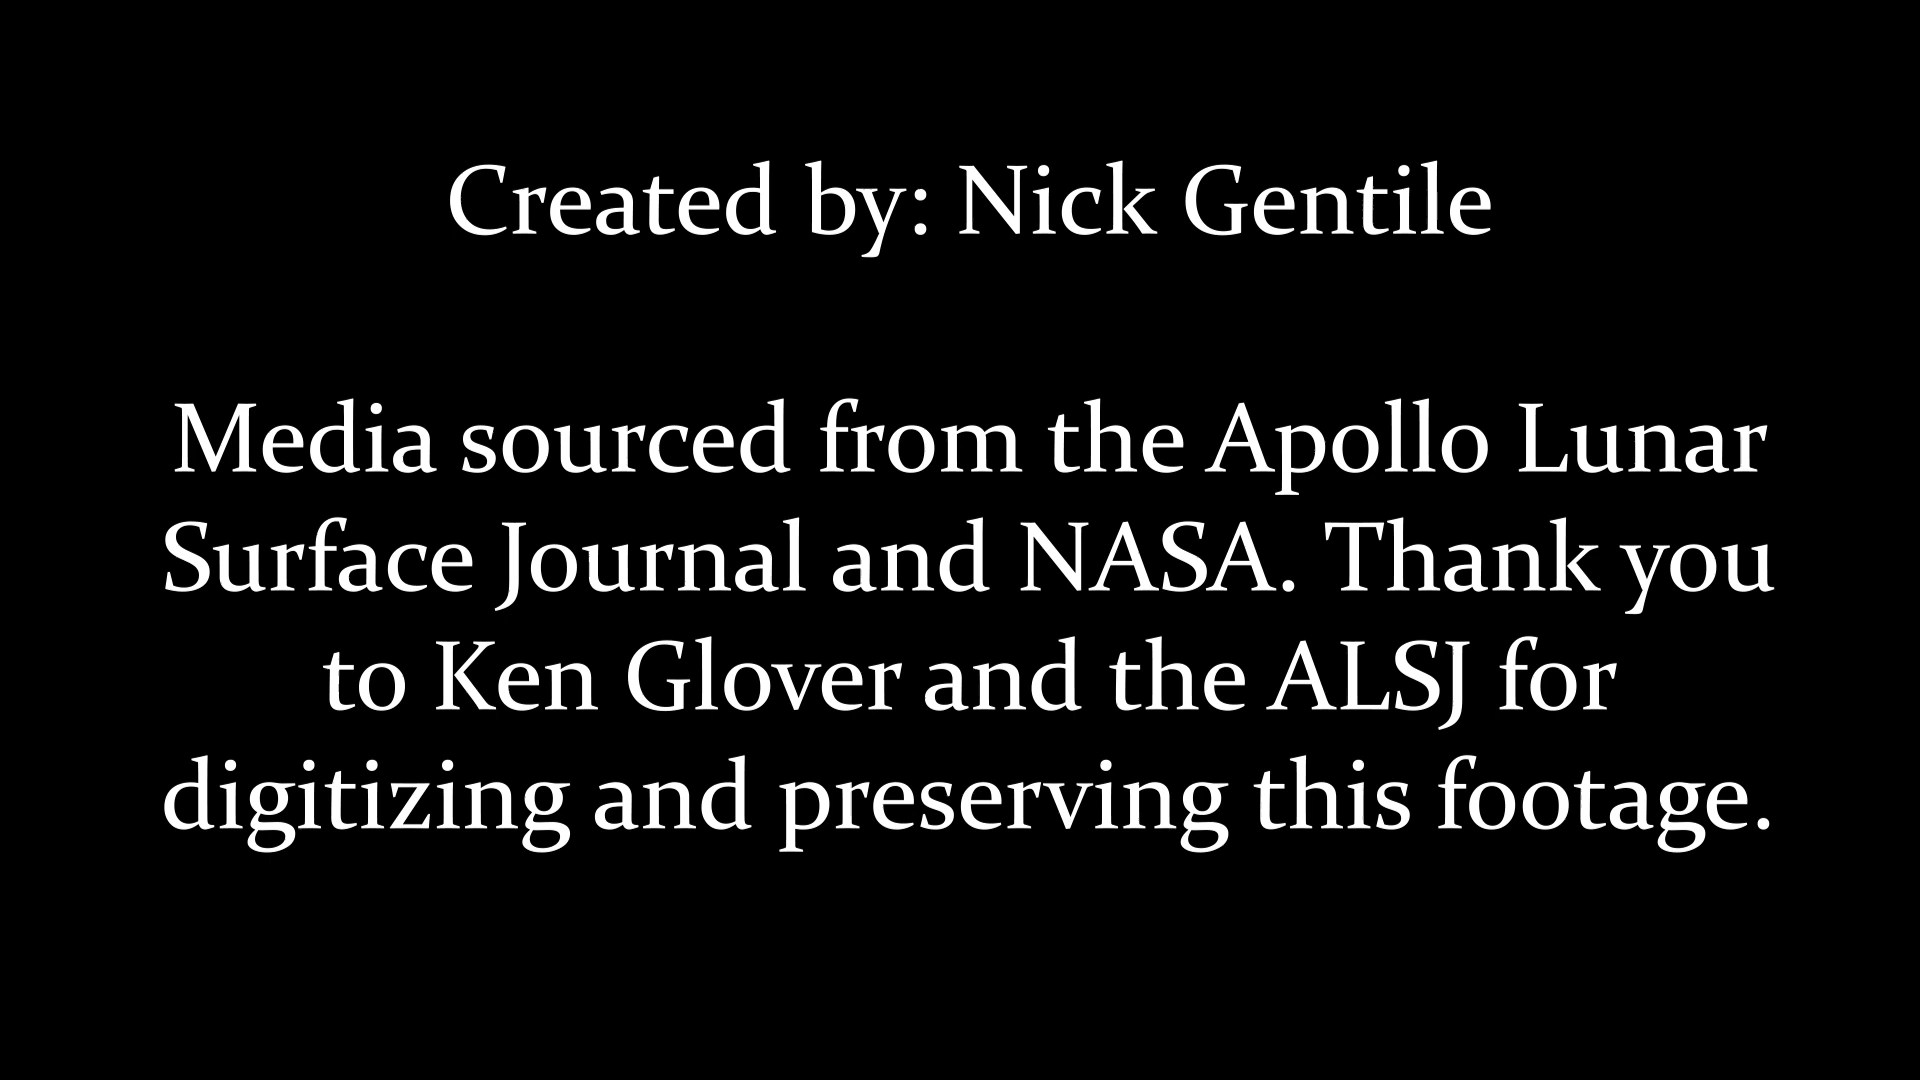 Created by: Nick Gentile
Media sourced from the Apollo Lunar
Surface Journal and NASA. Thank you
to Ken Glover and the ALSJ for
digitizing and preserving this footage.